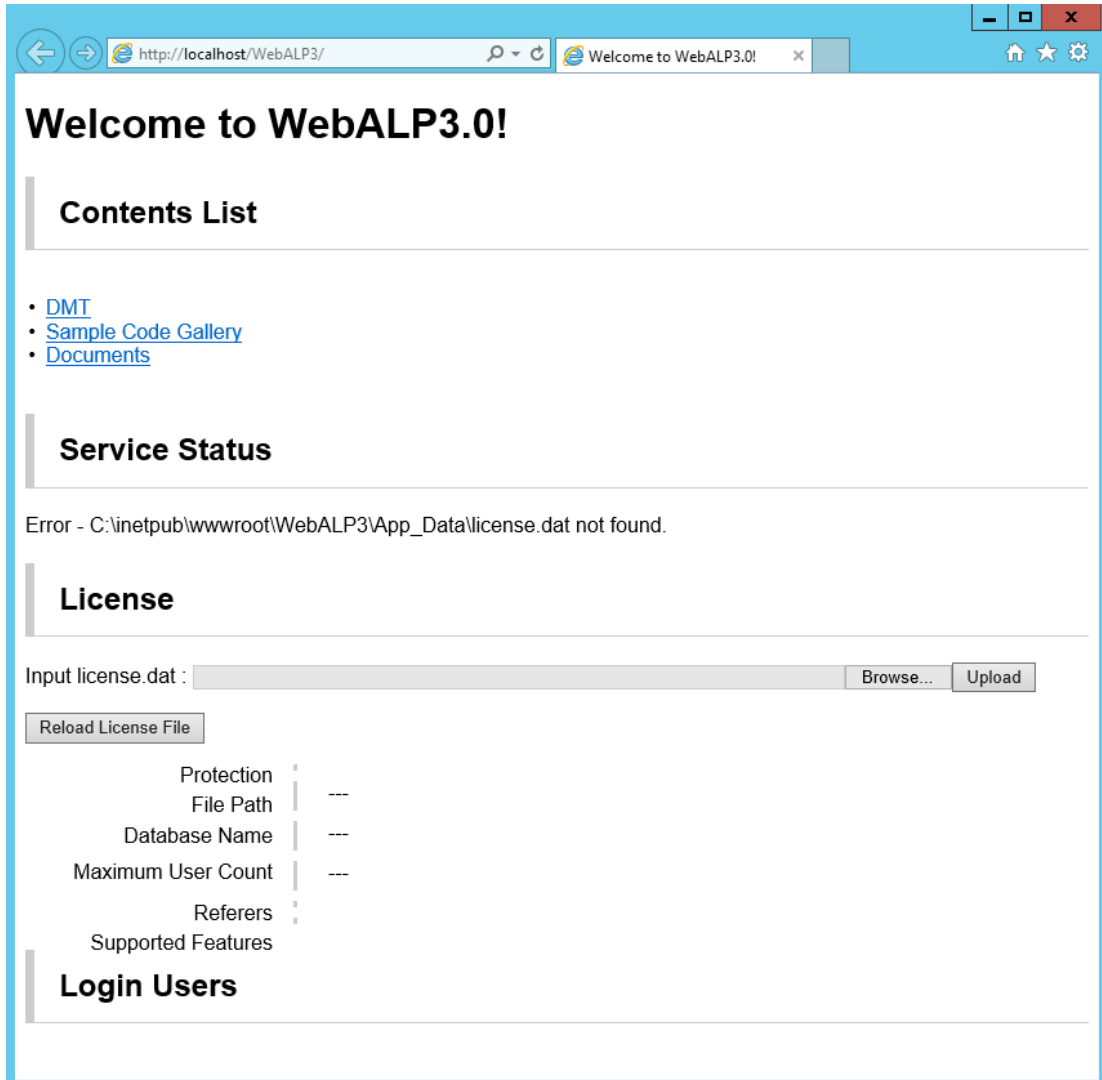 http://localhost/WebALP3/
Welcome to WebALP3.0!
Welcome to WebALP3.0!
Contents List
• DMT
• Sample Code Gallery
• Documents
Service Status
Error - C:\inetpub\wwwroot\WebALP3\App_Data\license.dat not found.
License
Input license.dat : Browse... Upload
Reload License File
Protection
File Path ---
Database Name ---
Maximum User Count ---
Referers
Supported Features
Login Users